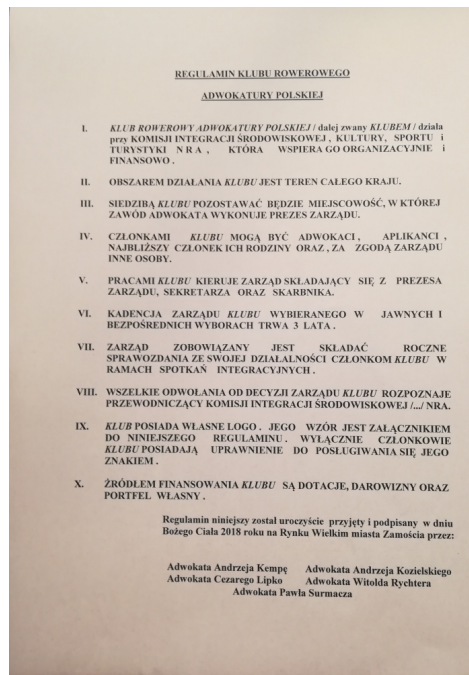 REGULAMIN KLUBU ROWEROWEGO
ADWOKATURY POLSKIEJ
I. KLUB ROWEROWY ADWOKATURY POLSKIEJ / dalej zwany KLUBEM / działa
przy KOMISJI INTEGRACJI ŚRODOWISKOWEJ , KULTURY, SPORTU i
TURYSTYKI N R A , KTÓRA WSPIERA GO ORGANIZACYJNIE i
FINANSOWO .
II. OBSZAREM DZIAŁANIA KLUBU JEST TEREN CAŁEGO KRAJU.
III. SIEDZIBĄ KLUBU POZOSTAWAĆ BĘDZIE MIEJSCOWOŚĆ, W KTÓREJ
ZAWÓD ADWOKATA WYKONUJE PREZES ZARZĄDU.
IV. CZŁONKAMI KLUBU MOGĄ BYĆ ADWOKACI , APLIKANCI ,
NAJBLIŻSZY CZŁONEK ICH RODZINY ORAZ , ZA ZGODĄ ZARZĄDU
INNE OSOBY.
V. PRACAMI KLUBU KIERUJE ZARZĄD SKŁADAJĄCY SIĘ Z PREZESA
ZARZĄDU, SEKRETARZA ORAZ SKARBNIKA.
VI. KADENCJA ZARZĄDU KLUBU WYBIERANEGO W JAWNYCH I
BEZPOŚREDNICH WYBORACH TRWA 3 LATA .
VII. ZARZĄD ZOBOWIĄZANY JEST SKŁADAĆ ROCZNE
SPRAWOZDANIA ZE SWOJEJ DZIAŁALNOŚCI CZŁONKOM KLUBU W
RAMACH SPOTKAŃ INTEGRACYJNYCH .
VIII. WSZELKIE ODWOŁANIA OD DECYZJI ZARZĄDU KLUBU ROZPOZNAJE
PRZEWODNICZĄCY KOMISJI INTEGRACJI ŚRODOWISKOWEJ /.../ NRA.
IX. KLUB POSIADA WŁASNE LOGO . JEGO WZÓR JEST ZAŁĄCZNIKIEM
DO NINIEJSZEGO REGULAMINU . WYŁĄCZNIE CZŁONKOWIE
KLUBU POSIADAJĄ UPRAWNIENIE DO POSŁUGIWANIA SIĘ JEGO
ZNAKIEM .
X. ŹRÓDŁEM FINANSOWANIA KLUBU SĄ DOTACJE, DAROWIZNY ORAZ
PORTFEL WŁASNY .
Regulamin niniejszy został uroczyście przyjęty i podpisany w dniu
Bożego Ciała 2018 roku na Rynku Wielkim miasta Zamościa przez:
Adwokata Andrzeja Kempę Adwokata Andrzeja Kozielskiego
Adwokata Cezarego Lipko Adwokata Witolda Rychtera
Adwokata Pawła Surmacza